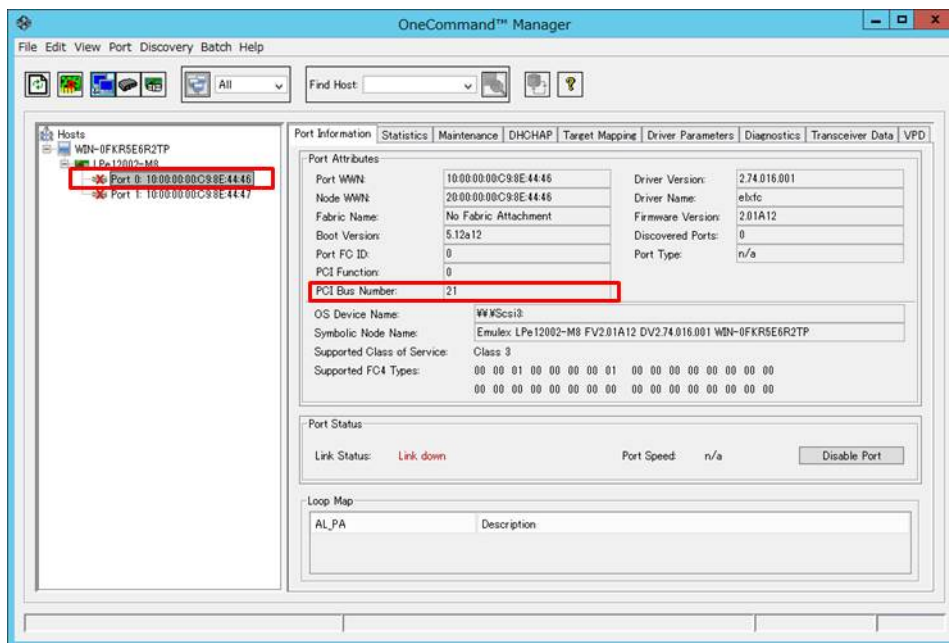 OneCommand™ Manager
File Edit View Port Discovery Batch Help
All
Find Host:
Hosts
WIN-0FKR5E6R2TP
LPe12002-M8
Port 0: 10:00:00:00:C9:8E:44:46
Port 1: 10:00:00:00:C9:8E:44:47
Port Information Statistics Maintenance DHCHAP Target Mapping Driver Parameters Diagnostics Transceiver Data VPD
Port Attributes
Port WWN: 10:00:00:00:C9:8E:44:46 Driver Version: 2.74.016.001
Node WWN: 20:00:00:00:C9:8E:44:46 Driver Name: elxfc
Fabric Name: No Fabric Attachment Firmware Version: 2.01A12
Boot Version: 5.12a12 Discovered Ports: 0
Port FC ID: 0 Port Type: n/a
PCI Function: 0
PCI Bus Number: 21
OS Device Name: ¥¥.¥Scsi3:
Symbolic Node Name: Emulex LPe12002-M8 FV2.01A12 DV2.74.016.001 WIN-0FKR5E6R2TP
Supported Class of Service: Class 3
Supported FC4 Types: 00 00 01 00 00 00 00 01 00 00 00 00 00 00 00 00
00 00 00 00 00 00 00 00 00 00 00 00 00 00 00 00
Port Status
Link Status: Link down Port Speed: n/a Disable Port
Loop Map
AL_PA Description